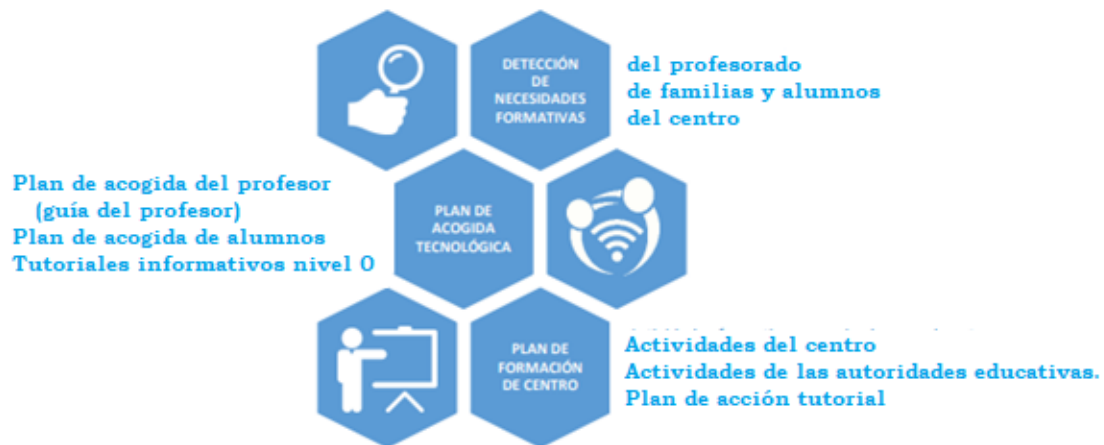 DETECCIÓN
DE
NECESIDADES
FORMATIVAS
del profesorado
de familias y alumnos
del centro
Plan de acogida del profesor
(guía del profesor)
Plan de acogida de alumnos
Tutoriales informativos nivel 0
PLAN DE
ACOGIDA
TECNOLÓGICA
PLAN DE
FORMACIÓN
DE CENTRO
Actividades del centro
Actividades de las autoridades educativas.
Plan de acción tutorial